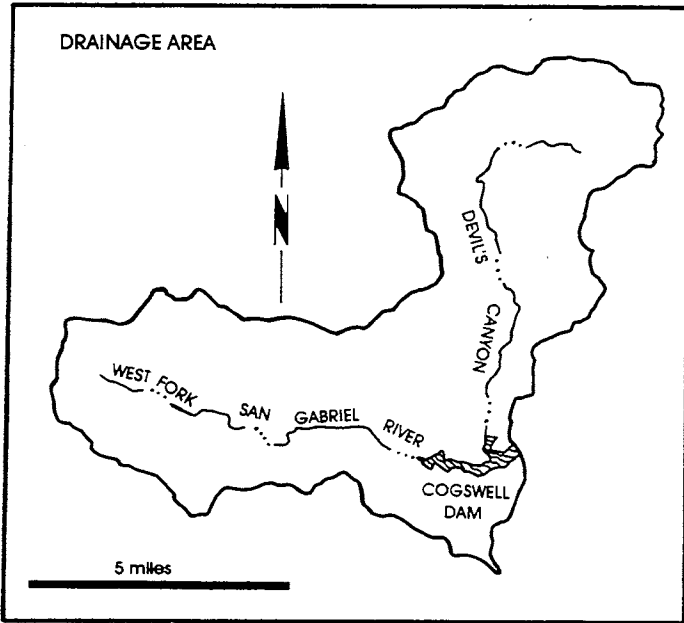 DRAINAGE AREA
N
DEVIL'S
CANYON
WEST FORK
SAN
GABRIEL
RIVER
COGSWELL
DAM
5 miles